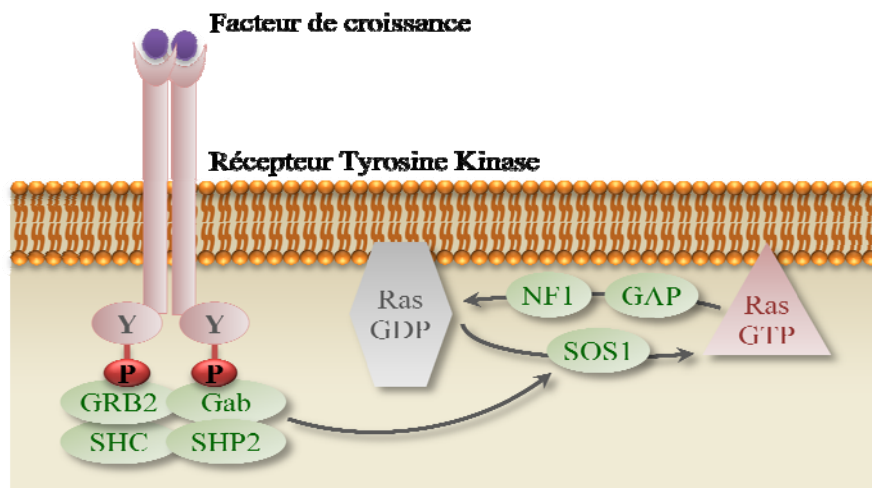 Facteur de croissance
Récepteur Tyrosine Kinase
NF1
GAP
Ras
GDP
Ras
GTP
SOS1
Y
Y
P
P
GRB2
Gab
SHC
SHP2